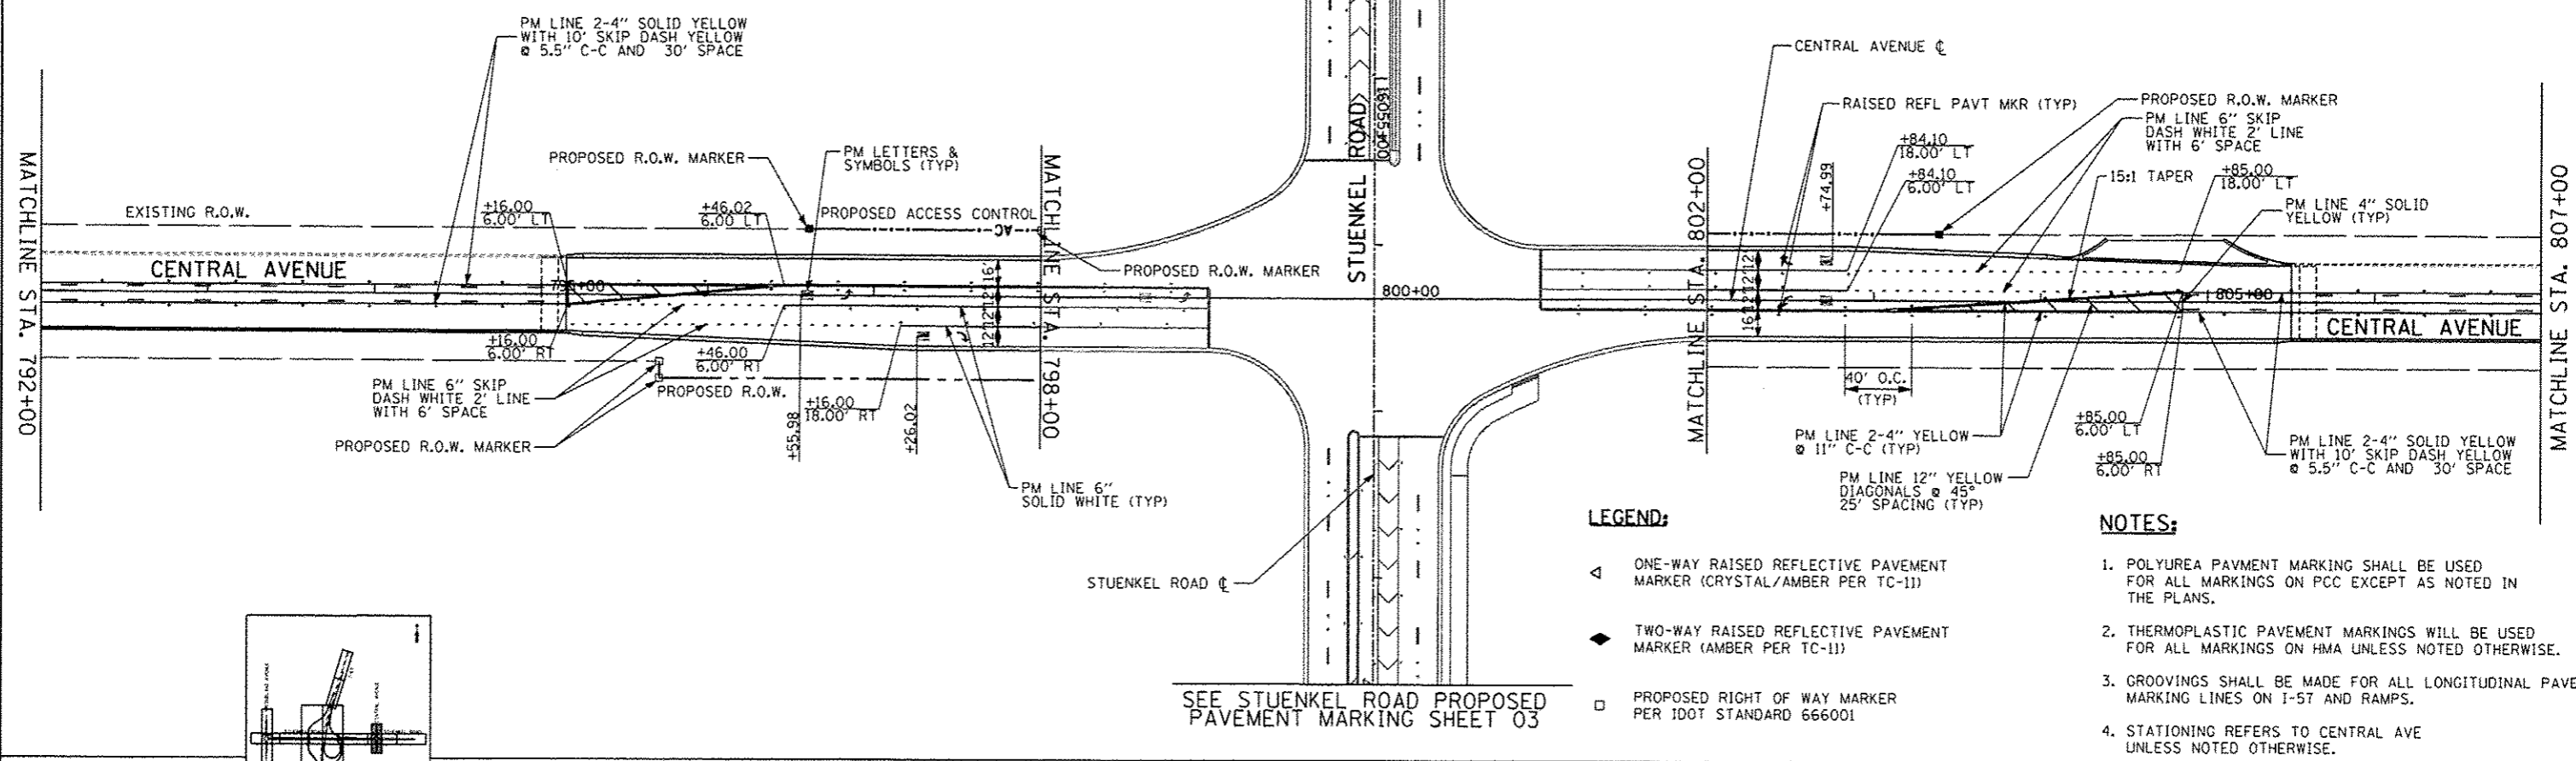 PM LINE 2-4" SOLID YELLOW
WITH 10' SKIP DASH YELLOW
@ 5.5" C-C AND 30' SPACE
MATCHLINE STA. 792+00
EXISTING R.O.W.
CENTRAL AVENUE
PROPOSED R.O.W. MARKER
PM LETTERS &
SYMBOLS (TYP)
+16.00
6.00' LT
+46.02
6.00 LT
PROPOSED ACCESS CONTROL
AC
MATCHLINE STA. 798+00
PROPOSED R.O.W. MARKER
16'
12'
12'
12'
12'
+16.00
6.00' RT
+46.00
6.00' RT
PM LINE 6" SKIP
DASH WHITE 2' LINE
WITH 6' SPACE
PROPOSED R.O.W.
PROPOSED R.O.W. MARKER
+55.98
+16.00
18.00' RT
+26.02
PM LINE 6"
SOLID WHITE (TYP)
STUENKEL ROAD
1605+00
800+00
STUENKEL ROAD ℄
SEE STUENKEL ROAD PROPOSED
PAVEMENT MARKING SHEET 03
CENTRAL AVENUE ℄
RAISED REFL PAVT MKR (TYP)
PROPOSED R.O.W. MARKER
PM LINE 6" SKIP
DASH WHITE 2' LINE
WITH 6' SPACE
MATCHLINE STA. 802+00
+74.99
+84.10
18.00' LT
+84.10
6.00' LT
15:1 TAPER
+85.00
18.00' LT
PM LINE 4" SOLID
YELLOW (TYP)
12'
12'
12'
16'
805+00
CENTRAL AVENUE
MATCHLINE STA. 807+00
40' O.C.
(TYP)
PM LINE 2-4" YELLOW
@ 11" C-C (TYP)
PM LINE 12" YELLOW
DIAGONALS @ 45°
25' SPACING (TYP)
+85.00
6.00' LT
+85.00
6.00' RT
PM LINE 2-4" SOLID YELLOW
WITH 10' SKIP DASH YELLOW
@ 5.5" C-C AND 30' SPACE
LEGEND:
ONE-WAY RAISED REFLECTIVE PAVEMENT
MARKER (CRYSTAL/AMBER PER TC-11)
TWO-WAY RAISED REFLECTIVE PAVEMENT
MARKER (AMBER PER TC-11)
PROPOSED RIGHT OF WAY MARKER
PER IDOT STANDARD 666001
NOTES:
1. POLYUREA PAVMENT MARKING SHALL BE USED
FOR ALL MARKINGS ON PCC EXCEPT AS NOTED IN
THE PLANS.
2. THERMOPLASTIC PAVEMENT MARKINGS WILL BE USED
FOR ALL MARKINGS ON HMA UNLESS NOTED OTHERWISE.
3. GROOVINGS SHALL BE MADE FOR ALL LONGITUDINAL PAVE
MARKING LINES ON I-57 AND RAMPS.
4. STATIONING REFERS TO CENTRAL AVE
UNLESS NOTED OTHERWISE.